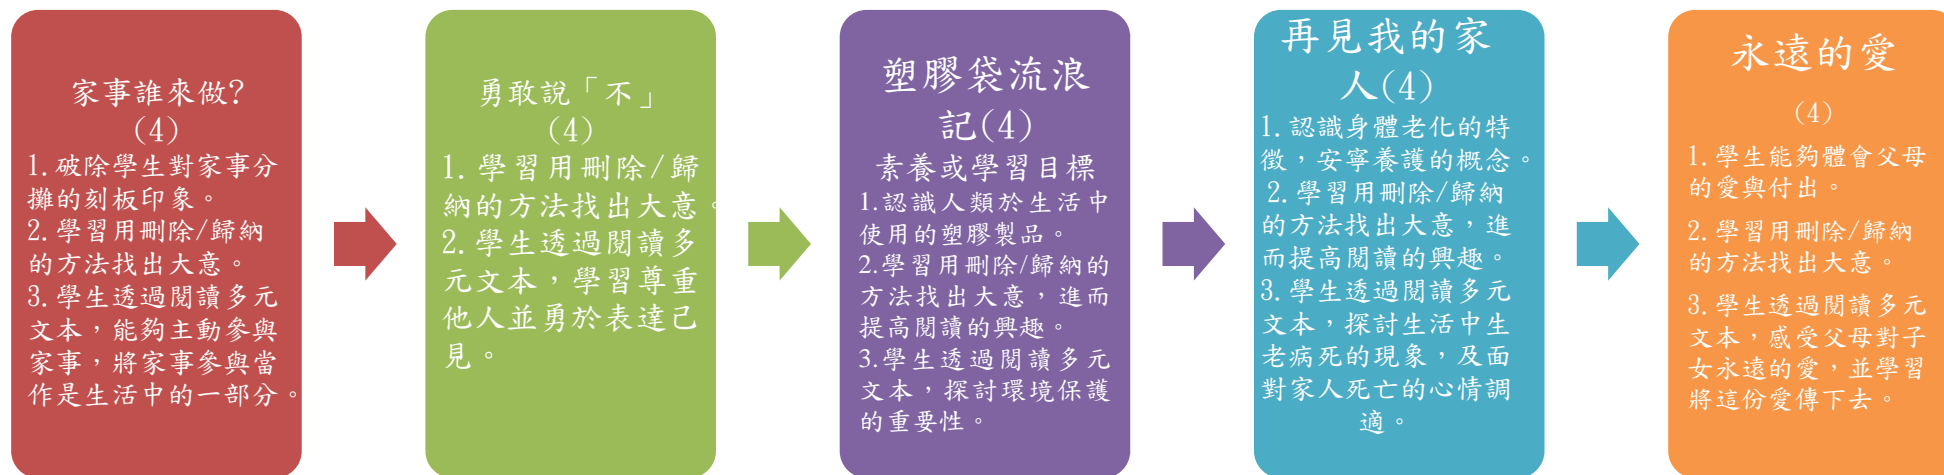 家事誰來做?
(4)
1.破除學生對家事分
攤的刻板印象。
2.學習用刪除/歸納
的方法找出大意。
3.學生透過閱讀多元
文本，能夠主動參與
家事，將家事參與當
作是生活中的一部分。
勇敢說「不」
(4)
1.學習用刪除/歸
納的方法找出大意。
2.學生透過閱讀多
元文本，學習尊重
他人並勇於表達己
見。
塑膠袋流浪
記(4)
素養或學習目標
1.認識人類於生活中
使用的塑膠製品。
2.學習用刪除/歸納的
方法找出大意，進而
提高閱讀的興趣。
3.學生透過閱讀多元
文本，探討環境保護
的重要性。
再見我的家
人(4)
1.認識身體老化的特
徵，安寧養護的概念。
2.學習用刪除/歸納
的方法找出大意，進
而提高閱讀的興趣。
3.學生透過閱讀多元
文本，探討生活中生
老病死的現象，及面
對家人死亡的心情調
適。
永遠的愛
(4)
1.學生能夠體會父母
的愛與付出。
2.學習用刪除/歸納
的方法找出大意。
3.學生透過閱讀多元
文本，感受父母對子
女永遠的愛，並學習
將這份愛傳下去。